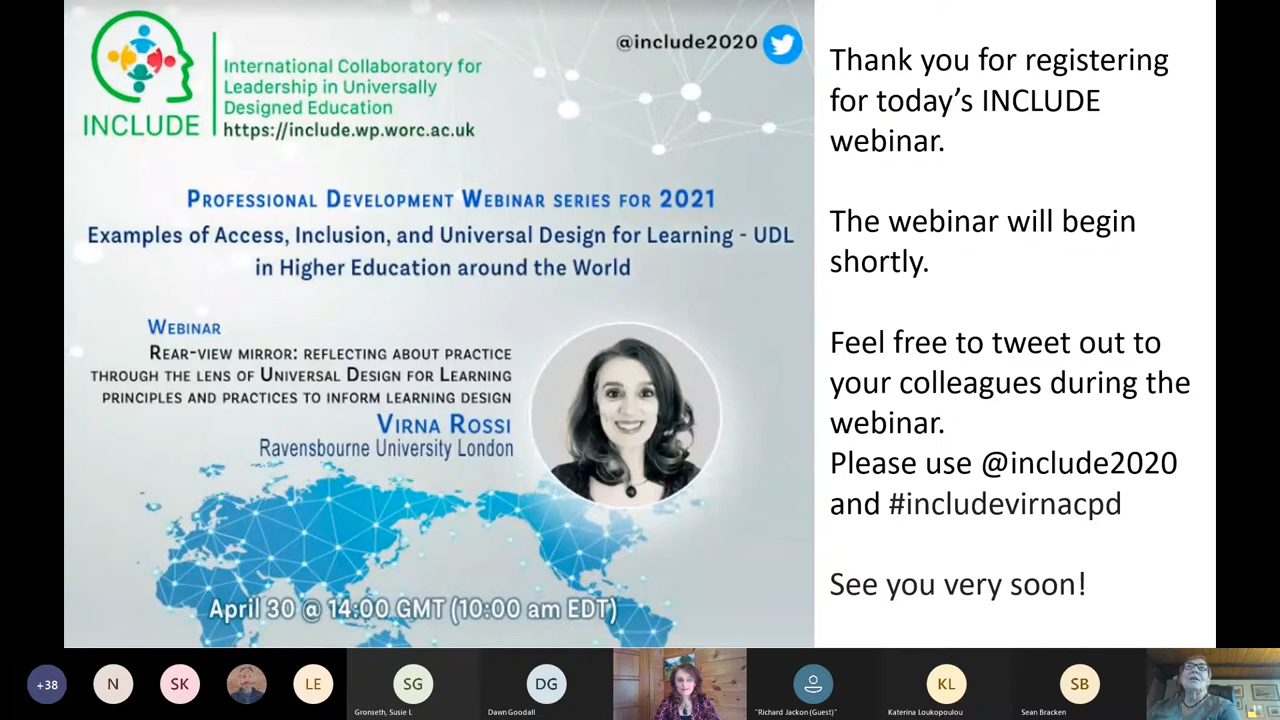 @include2020
International Collaboratory for
Leadership in Universally
Designed Education
INCLUDE
https://include.wp.worc.ac.uk
PROFESSIONAL DEVELOPMENT WEBINAR SERIES FOR 2021
Examples of Access, Inclusion, and Universal Design for Learning - UDL
in Higher Education around the World
WEBINAR
REAR-VIEW MIRROR: REFLECTING ABOUT PRACTICE
THROUGH THE LENS OF UNIVERSAL DESIGN FOR LEARNING
PRINCIPLES AND PRACTICES TO INFORM LEARNING DESIGN
VIRNA ROSSI
Ravensbourne University London
April 30 @ 14:00 GMT (10:00 am EDT)
Thank you for registering
for today’s INCLUDE
webinar.
The webinar will begin
shortly.
Feel free to tweet out to
your colleagues during the
webinar.
Please use @include2020
and #includevirnacpd
See you very soon!
+38
N
SK
LE
SG
Gronseth, Susie L
DG
Dawn Goodall
"Richard Jackon (Guest)"
KL
Katerina Loukopoulou
SB
Sean Bracken